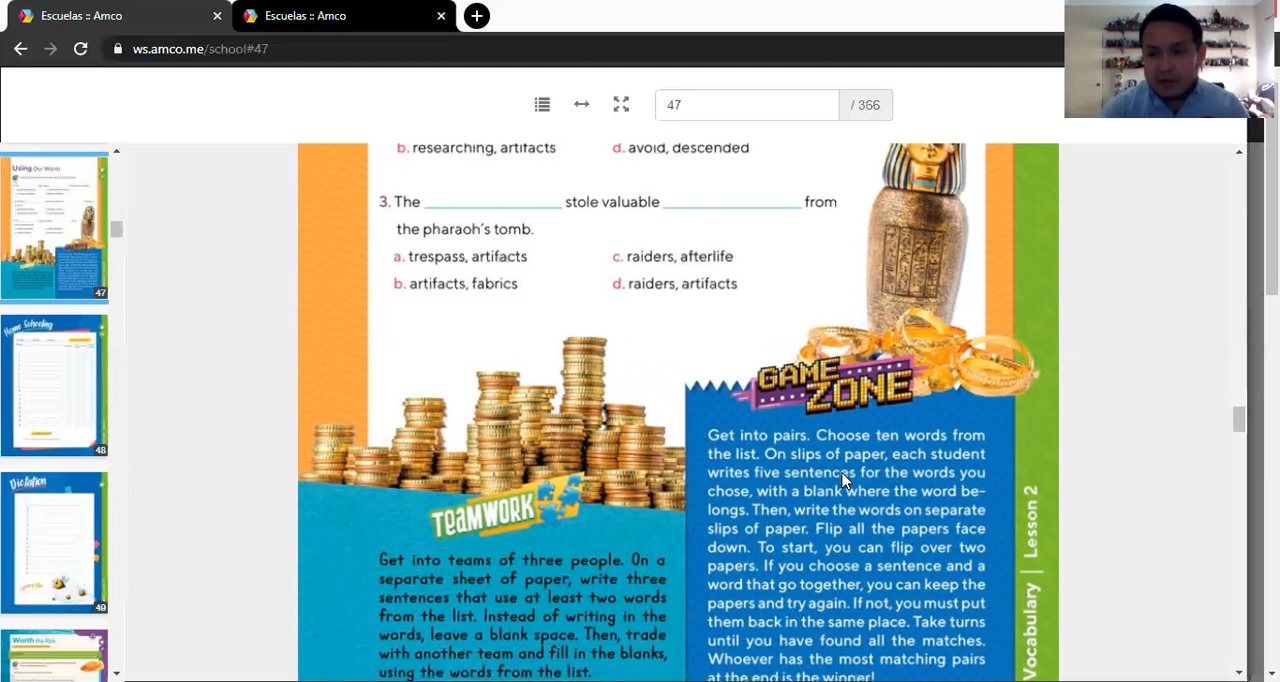 Escuelas :: Amco
Escuelas :: Amco
ws.amco.me/school#47
47 / 366
b. researching, artifacts
d. avoid, descended
3. The ____ stole valuable ____ from
the pharaoh's tomb.
a. trespass, artifacts
c. raiders, afterlife
b. artifacts, fabrics
d. raiders, artifacts
GAME
ZONE
Get into pairs. Choose ten words from
the list. On slips of paper, each student
writes five sentences for the words you
chose, with a blank where the word be-
longs. Then, write the words on separate
slips of paper. Flip all the papers face
down. To start, you can flip over two
papers. If you choose a sentence and a
word that go together, you can keep the
papers and try again. If not, you must put
them back in the same place. Take turns
until you have found all the matches.
Whoever has the most matching pairs
at the end is the winner!
TEAMWORK
Get into teams of three people. On a
separate sheet of paper, write three
sentences that use at least two words
from the list. Instead of writing in the
words, leave a blank space. Then, trade
with another team and fill in the blanks,
using the words from the list.
Vocabulary | Lesson 2
Using Our Words
47
Home Schooling
48
Dictation
49
Worth the Risk